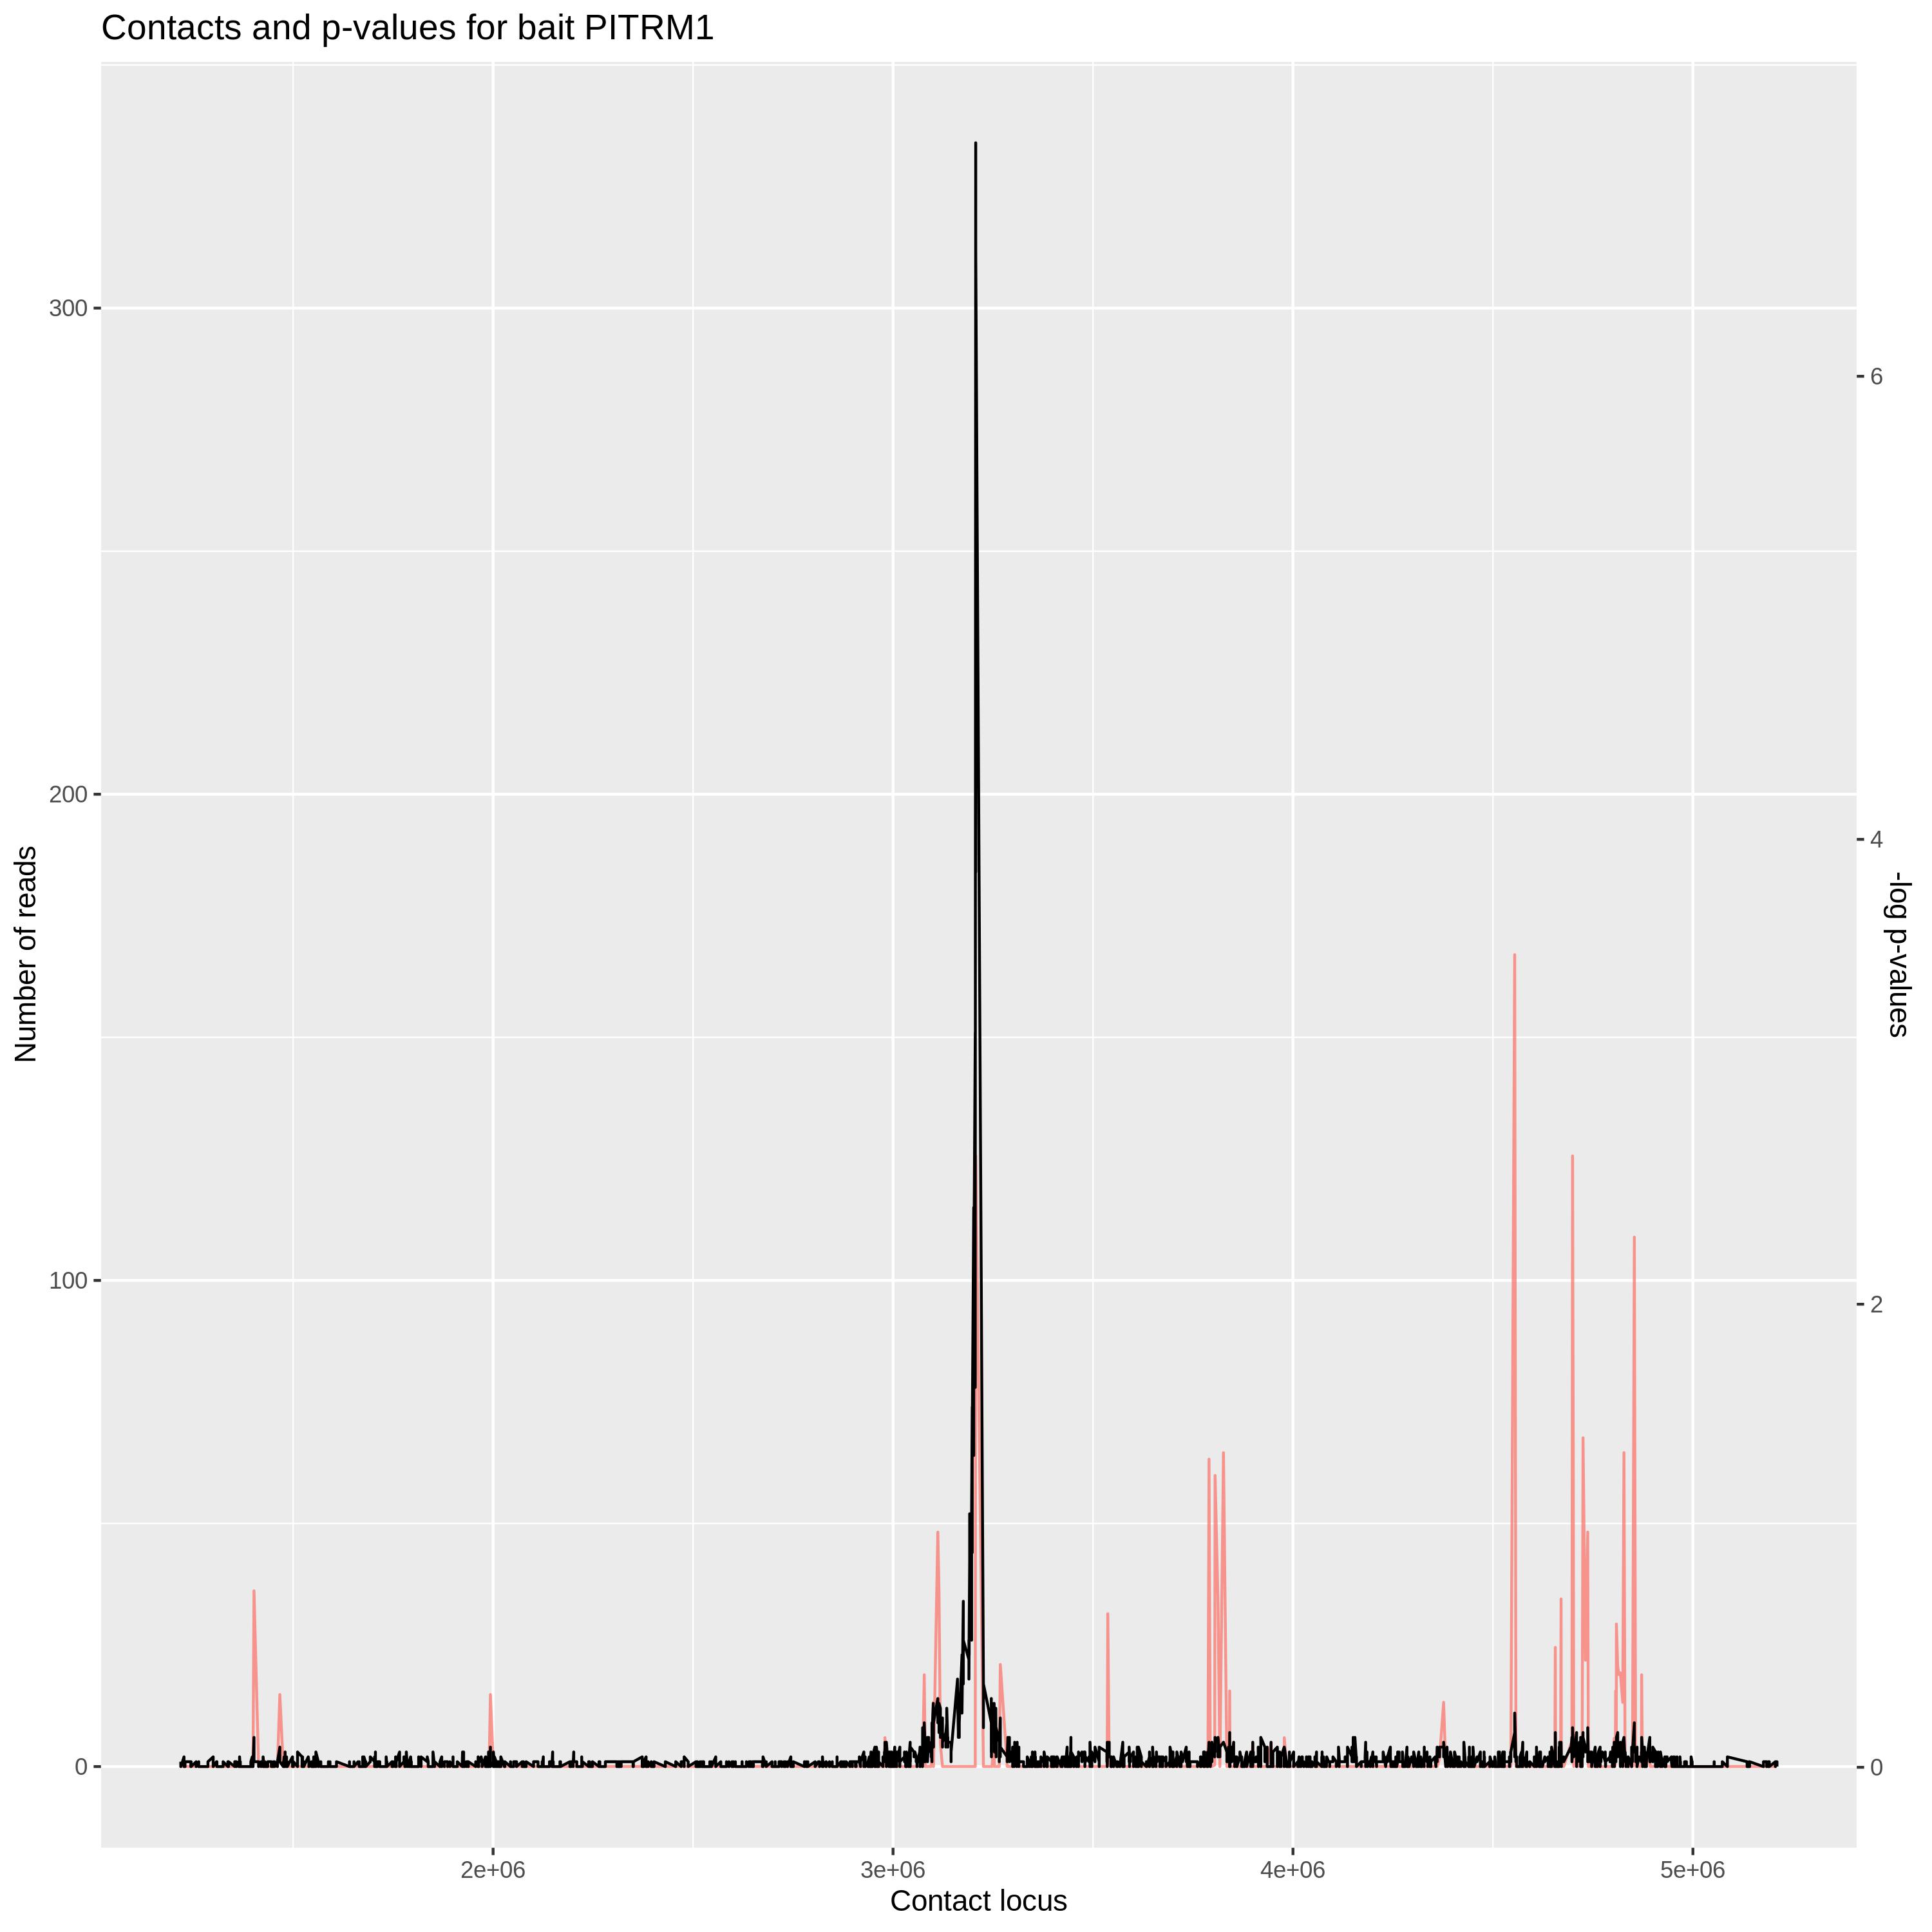 Contacts and p-values for bait PITRM1
300
200
100
0
Number of reads
6
4
2
0
-log p-values
2e+06
3e+06
4e+06
5e+06
Contact locus